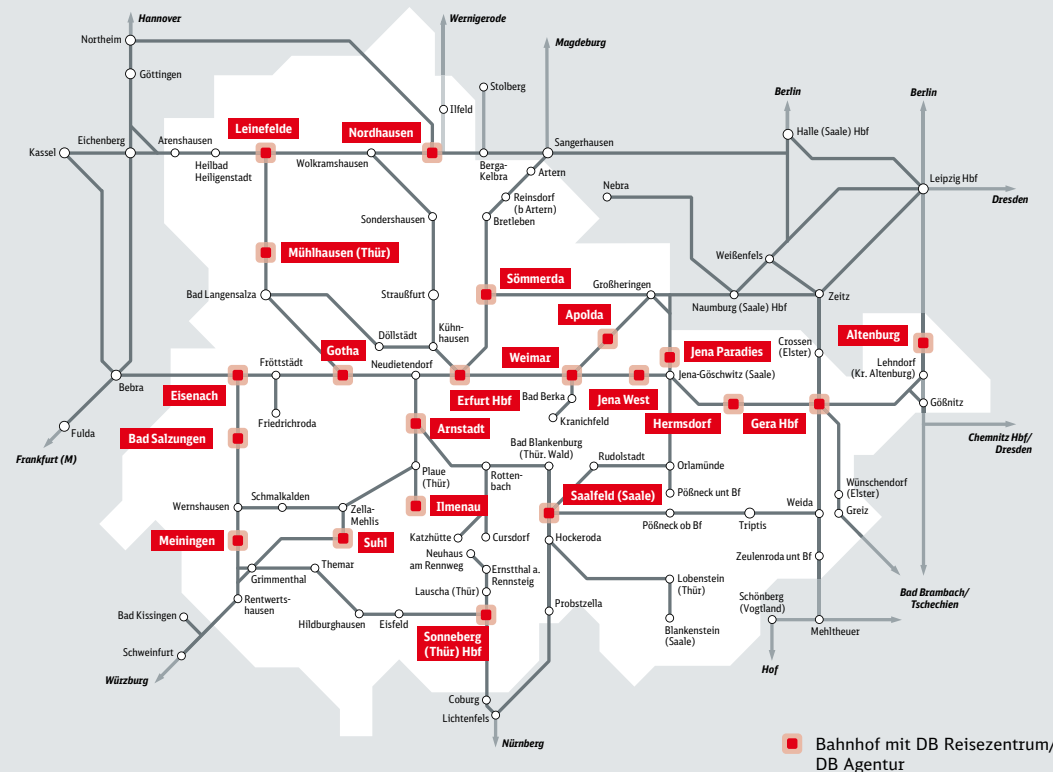 Hannover
Wernigerode
Northeim
Magdeburg
Göttingen
Stolberg
Berlin
Berlin
Ilfeld
Leinefelde
Nordhausen
Halle (Saale) Hbf
Kassel
Eichenberg
Arenshausen
Heilbad
Heiligenstadt
Wolkramshausen
Berga-
Kelbra
Sangerhausen
Artern
Nebra
Leipzig Hbf
Dresden
Reinsdorf
(b Artern)
Sondershausen
Bretleben
Mühlhausen (Thür)
Weißenfels
Sömmerda
Großheringen
Bad Langensalza
Straußfurt
Naumburg (Saale) Hbf
Zeitz
Apolda
Döllstädt
Kühn-
hausen
Gotha
Weimar
Jena Paradies
Crossen
(Elster)
Altenburg
Fröttstädt
Neudietendorf
Lehndorf
(Kr. Altenburg)
Bebra
Eisenach
Erfurt Hbf
Jena-Göschwitz (Saale)
Bad Berka
Jena West
Gößnitz
Friedrichroda
Kranichfeld
Hermsdorf
Gera Hbf
Fulda
Arnstadt
Bad Salzungen
Bad Blankenburg
(Thür. Wald)
Chemnitz Hbf/
Dresden
Frankfurt (M)
Plaue
(Thür)
Rotten-
bach
Rudolstadt
Orlamünde
Saalfeld (Saale)
Pößneck unt Bf
Wünschendorf
(Elster)
Wernshausen
Schmalkalden
Zella-
Mehlis
Ilmenau
Weida
Greiz
Pößneck ob Bf
Triptis
Meiningen
Suhl
Katzhütte
Cursdorf
Hockeroda
Neuhaus
am Rennweg
Zeulenroda unt Bf
Grimmenthal
Themar
Ernstthal a.
Rennsteig
Lobenstein
(Thür)
Lauscha (Thür)
Bad Brambach/
Tschechien
Rentwerts-
hausen
Schönberg
(Vogtland)
Bad Kissingen
Hildburghausen
Eisfeld
Probstzella
Blankenstein
(Saale)
Mehltheuer
Sonneberg
(Thür) Hbf
Schweinfurt
Hof
Würzburg
Coburg
Lichtenfels
Nürnberg
Bahnhof mit DB Reisezentrum/
DB Agentur